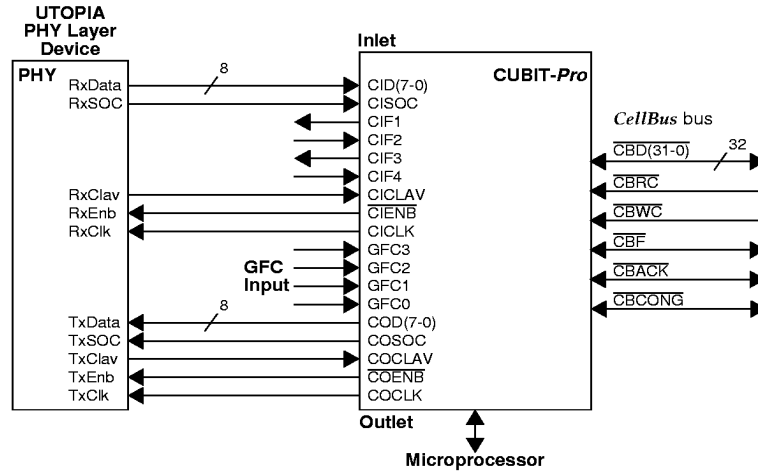 UTOPIA
PHY Layer
Device
PHY
RxData
RxSOC
RxClav
RxEnb
RxClk
TxData
TxSOC
TxClav
TxEnb
TxClk
8
8
GFC
Input
Inlet
CUBIT-Pro
CID(7-0)
CISOC
CIF1
CIF2
CIF3
CIF4
CICLAV
CIENB
CICLK
GFC3
GFC2
GFC1
GFC0
COD(7-0)
COSOC
COCLAV
COENB
COCLK
Outlet
Microprocessor
CellBus bus
CBD(31-0)
32
CBRC
CBWC
CBF
CBACK
CBCONG